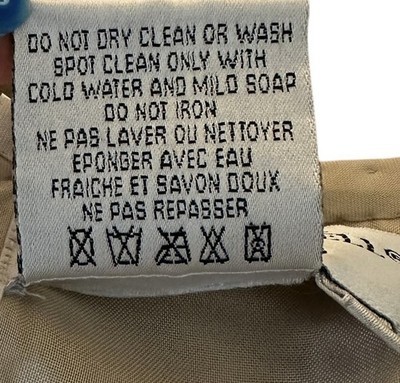 DO NOT DRY CLEAN OR WASH
SPOT CLEAN ONLY WITH
COLD WATER AND MILD SOAP
DO NOT IRON
NE PAS LAVER OU NETTOYER
EPONGER AVEC EAU
FRAICHE ET SAVON DOUX
NE PAS REPASSER